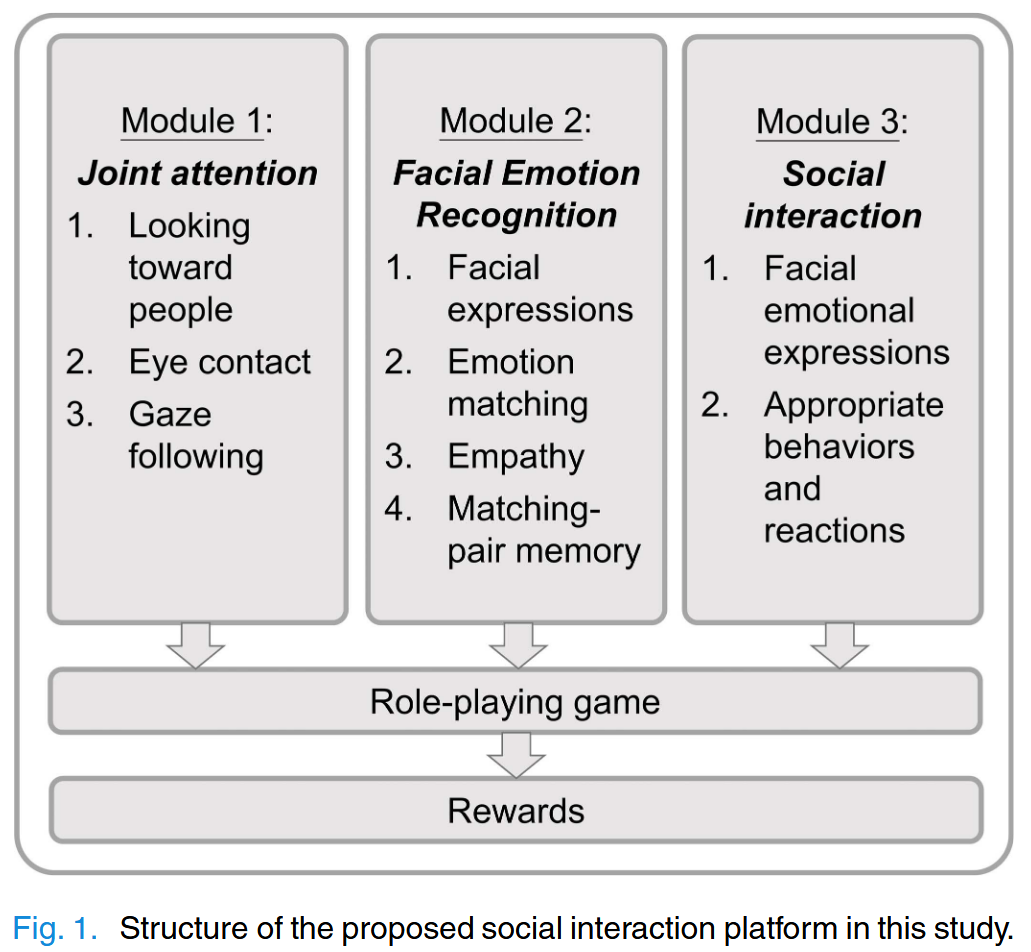 Module 1:
Joint attention
1. Looking
toward
people
2. Eye contact
3. Gaze
following
Module 2:
Facial Emotion
Recognition
1. Facial
expressions
2. Emotion
matching
3. Empathy
4. Matching-
pair memory
Module 3:
Social
interaction
1. Facial
emotional
expressions
2. Appropriate
behaviors
and
reactions
Role-playing game
Rewards
Fig. 1. Structure of the proposed social interaction platform in this study.